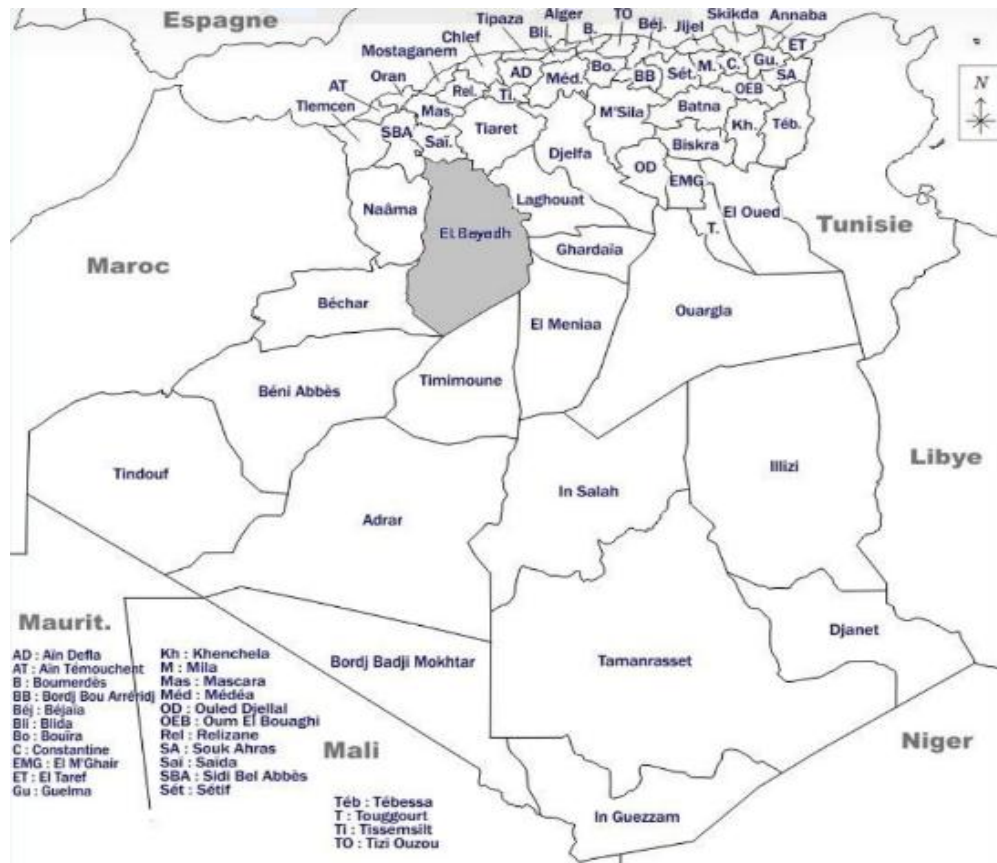 Espagne
Tipaza
Alger
TO
Skikda
Annaba
Chlef
Bli.
B.
Béj.
Jijel
Mostaganem
ET
AT
Oran
Rel.
AD
Méd.
Bo.
BB
Sét.
M.
C.
Gu.
SA
Tlemcen
Ti.
OEB
SBA
Mas.
Saï.
Tiaret
M'Sila
Batna
Kh.
Téb.
Djelfa
Biskra
OD
EMG
Naâma
Laghouat
El Oued
Tunisie
T.
EL Bayadh
Ghardaïa
Maroc
Béchar
El Meniaa
Ouargla
N
Béni Abbès
Timimoune
Tindouf
Illizi
Libye
In Salah
Adrar
Maurit.
Djanet
Bordj Badji Mokhtar
Tamanrasset
Mali
Niger
In Guezzam
AD : Aïn Defla
AT : Aïn Témouchent
B : Boumerdès
BB : Bordj Bou Arréridj
Béj : Béjaïa
Bli : Blida
Bo : Bouïra
C : Constantine
EMG : El M'Ghair
ET : El Taref
Gu : Guelma
Kh : Khenchela
M : Mila
Mas : Mascara
Méd : Médéa
OD : Ouled Djellal
OEB : Oum El Bouaghi
Rel : Relizane
SA : Souk Ahras
Saï : Saïda
SBA : Sidi Bel Abbès
Sét : Sétif
Téb : Tébessa
T : Touggourt
Ti : Tissemsilt
TO : Tizi Ouzou